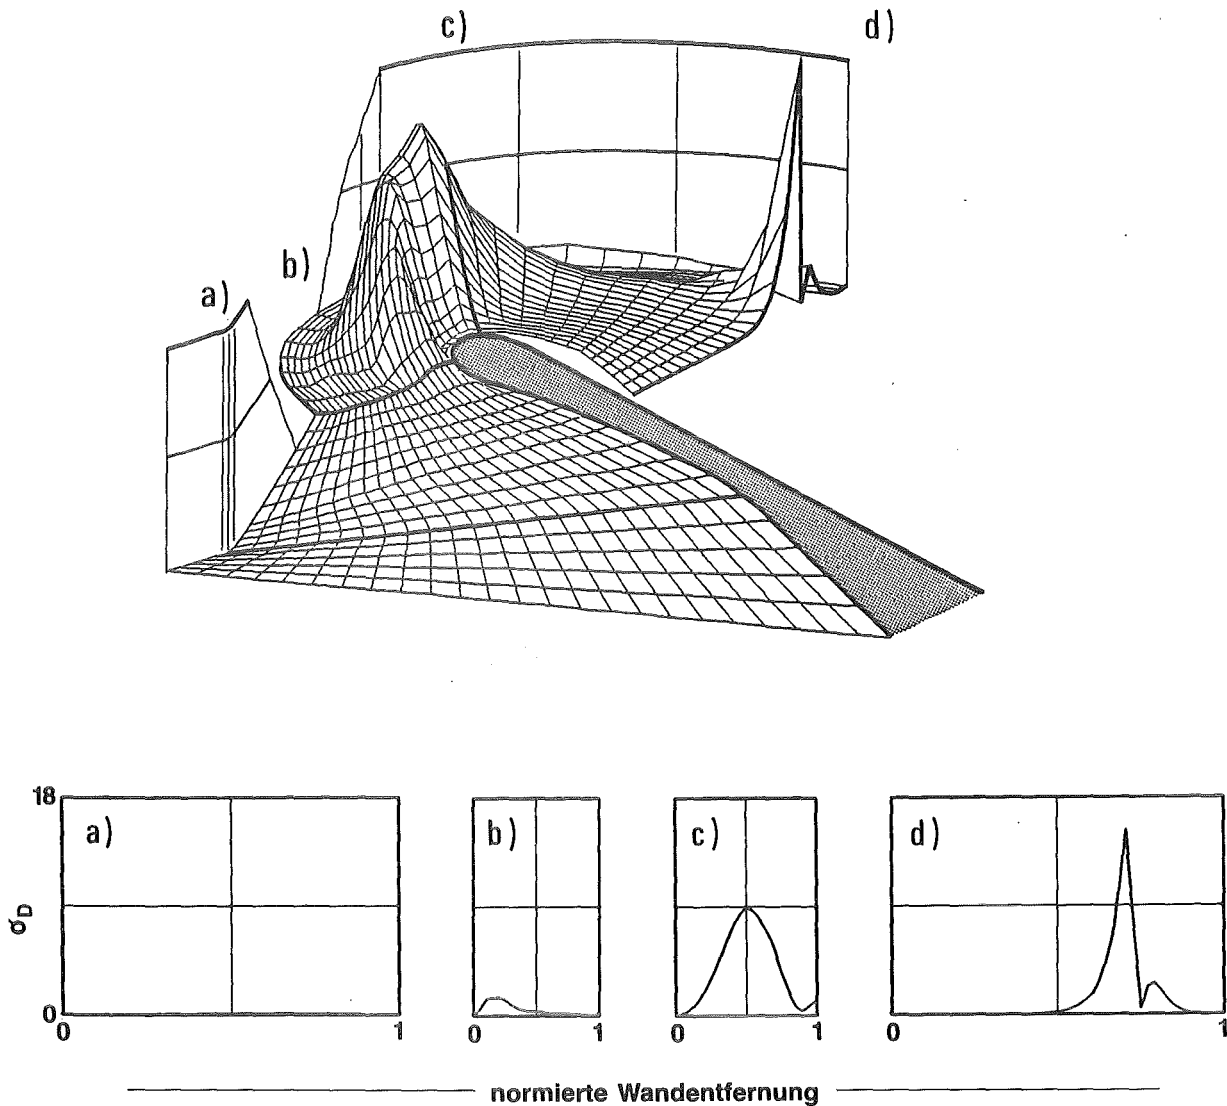 c)
d)
b)
a)
18
a)
b)
c)
d)
σD
0
0 1 0 1 0 1 0 1
normierte Wandentfernung